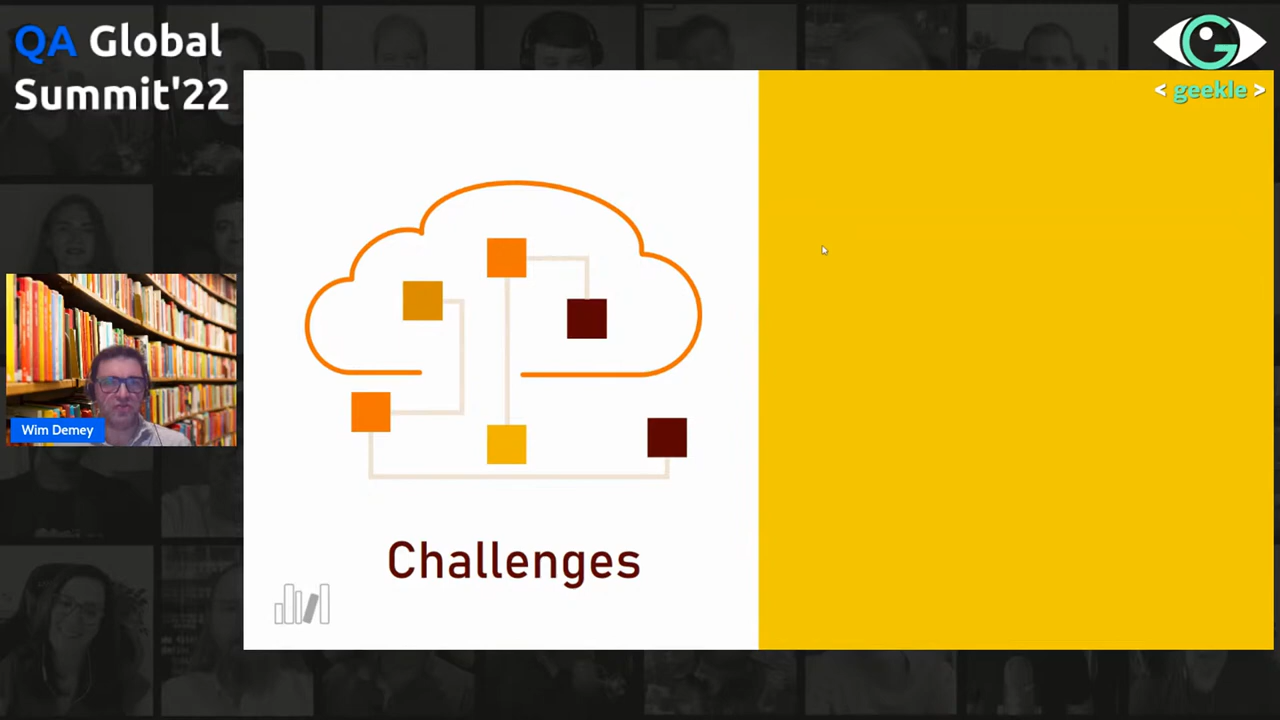 QA Global
Summit'22
< geekle >
Wim Demey
Challenges